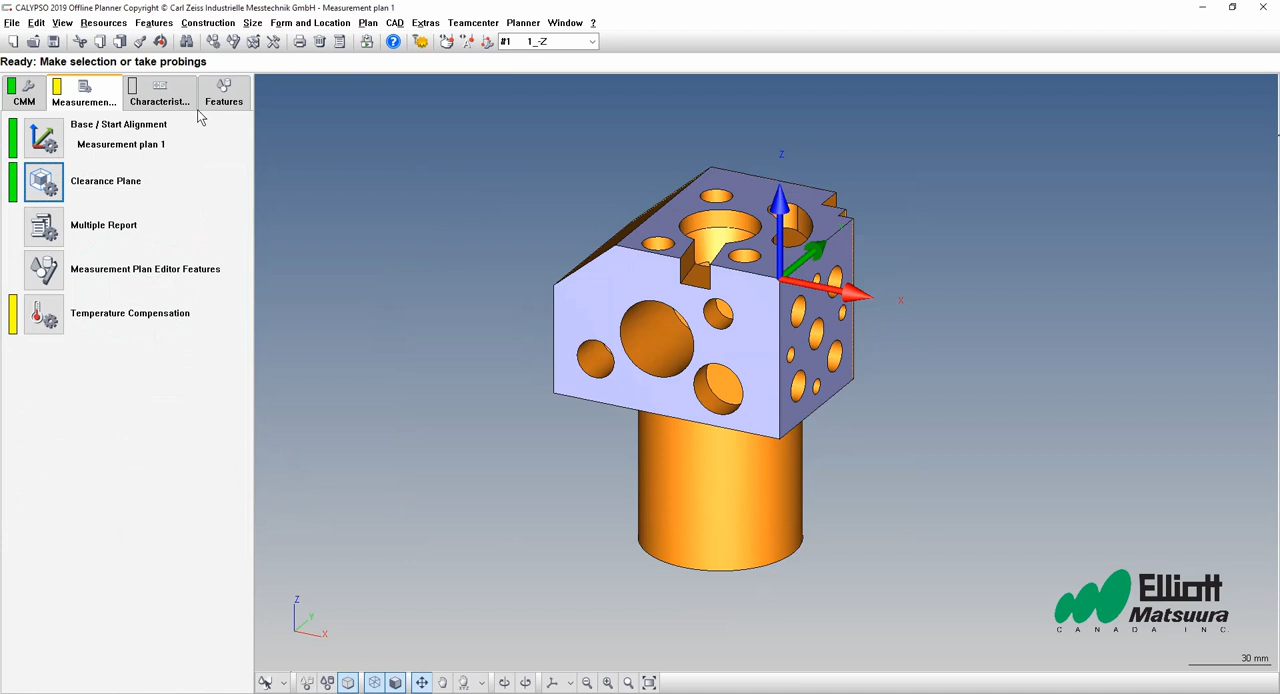 CALYPSO 2019 Offline Planner Copyright © Carl Zeiss Industrielle Messtechnik GmbH - Measurement plan 1
File Edit View Resources Features Construction Size Form and Location Plan CAD Extras Teamcenter Planner Window ?
#1 1_-Z
Ready: Make selection or take probings
CMM Measuremen... Characterist... Features
Base / Start Alignment
Measurement plan 1
Clearance Plane
Multiple Report
Measurement Plan Editor Features
Temperature Compensation
Z
X
Z
Y
X
Elliott
Matsuura
CANADA INC.
30 mm